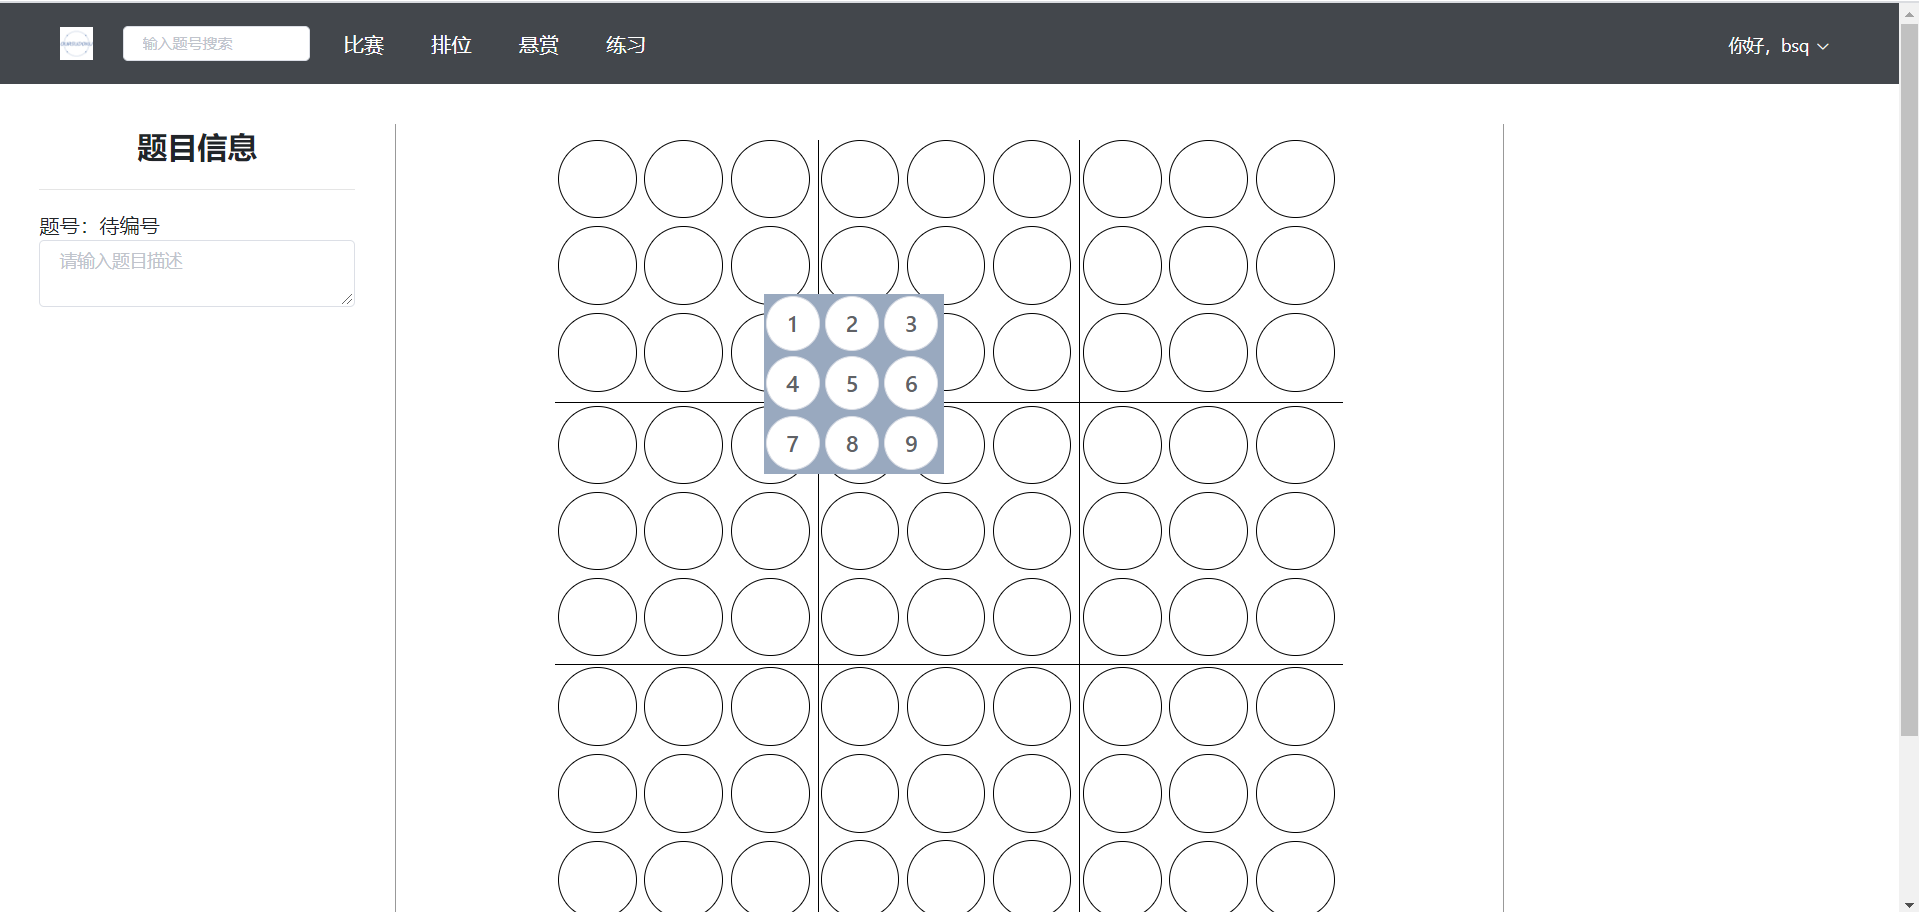 输入题号搜索
比赛 排位 悬赏 练习
你好，bsq
题目信息
题号：待编号
请输入题目描述
1 2 3
4 5 6
7 8 9